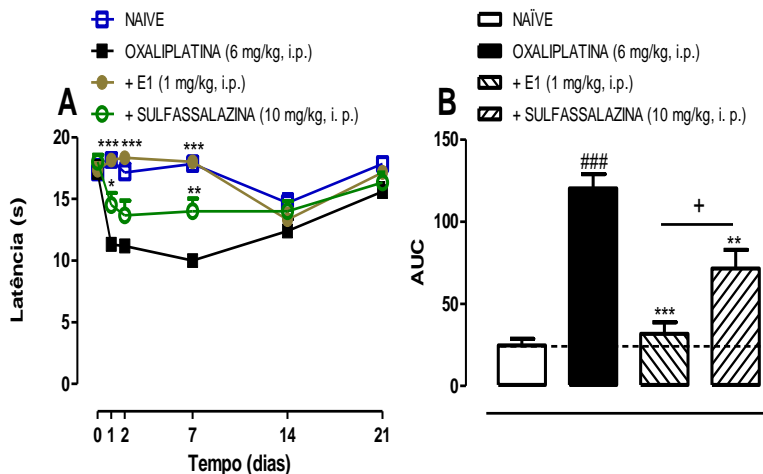 NAIVE
OXALIPLATINA (6 mg/kg, i.p.)
+ E1 (1 mg/kg, i.p.)
+ SULFASSALAZINA (10 mg/kg, i. p.)
A
Latência (s)
20
15
10
5
0
*** ***
***
*
**
0 1 2 7 14 21
Tempo (dias)
NAÏVE
OXALIPLATINA (6 mg/kg, i.p.)
+ E1 (1 mg/kg, i.p.)
+ SULFASSALAZINA (10 mg/kg, i. p.)
B
AUC
150
100
50
0
###
+
**
***